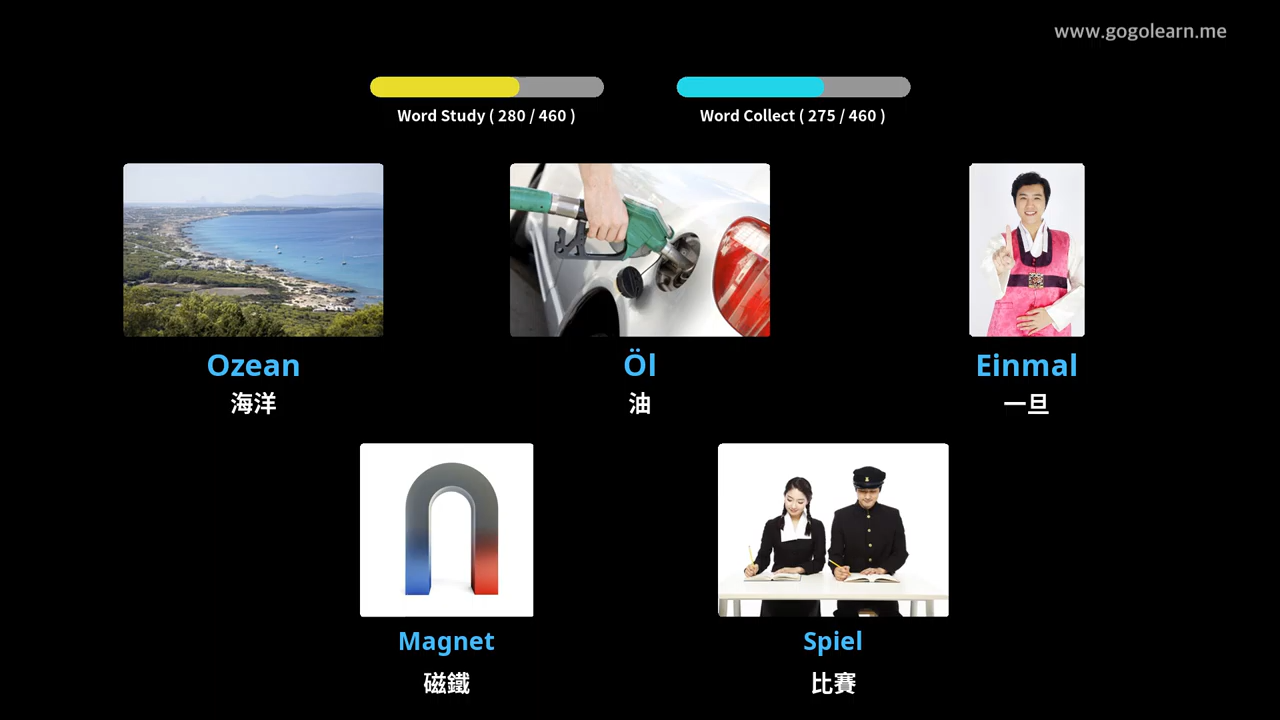 www.gogolearn.me
Word Study ( 280 / 460 )
Word Collect ( 275 / 460 )
Ozean
海洋
Öl
油
Einmal
一旦
Magnet
磁鐵
Spiel
比賽